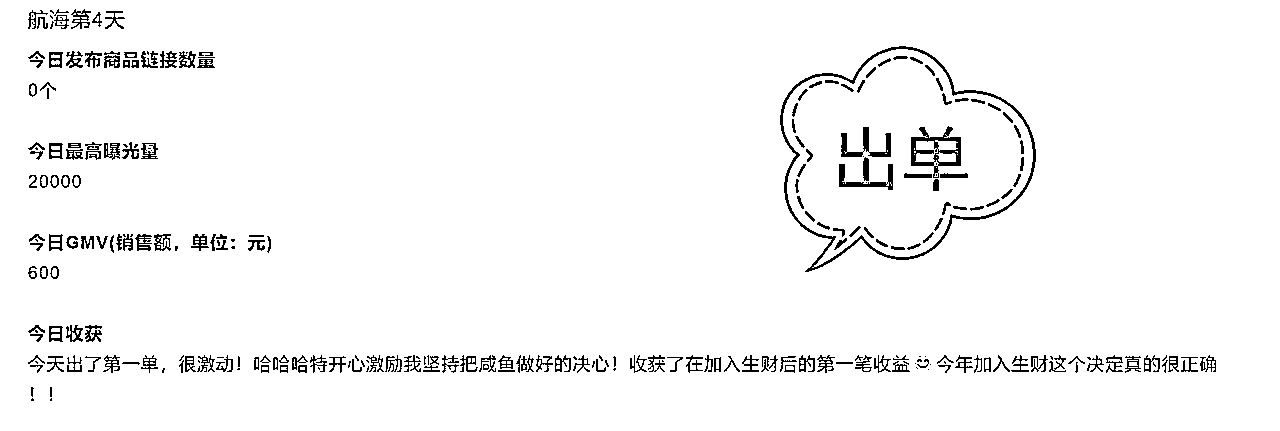 航海第4天
今日发布商品链接数量
0个
今日最高曝光量
20000
今日GMV(销售额，单位：元)
600
出单
今日收获
今天出了第一单，很激动！哈哈哈特开心激励我坚持把咸鱼做好的决心！收获了在加入生财后的第一笔收益😄今年加入生财这个决定真的很正确
！！